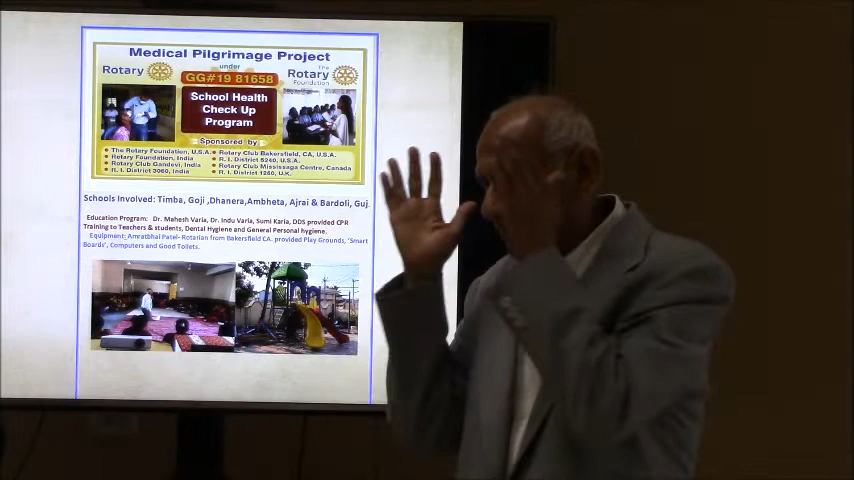 Medical Pilgrimage Project
under
Rotary
GG#19 81658
The
Rotary
Foundation
School Health
Check Up
Program
Sponsored by
The Rotary Foundation, U.S.A.
Rotary Foundation, India
Rotary Club Gandevi, India
R. I. District 3060, India
Rotary Club Bakersfield, CA, U.S.A.
R. I. District 5240, U.S.A.
Rotary Club Mississaga Centre, Canada
R. I. District 1260, U.K.
Schools Involved: Timba, Goji ,Dhanera,Ambheta, Ajrai & Bardoli, Guj.
Education Program: Dr. Mahesh Varia, Dr. Indu Varia, Sumi Karia, DDS provided CPR
Training to Teachers & students, Dental Hygiene and General Personal hygiene.
Equipment: Amratbhai Patel- Rotarian from Bakersfield CA. provided Play Grounds, 'Smart
Boards', Computers and Good Toilets.